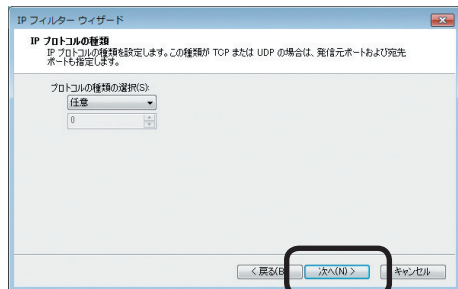 IP フィルター ウィザード
IP プロトコルの種類
IP プロトコルの種類を設定します。この種類が TCP または UDP の場合は、発信元ポートおよび宛先
ポートも指定します。
プロトコルの種類の選択(S):
任意
0
< 戻る(B 次へ(N) > キャンセル